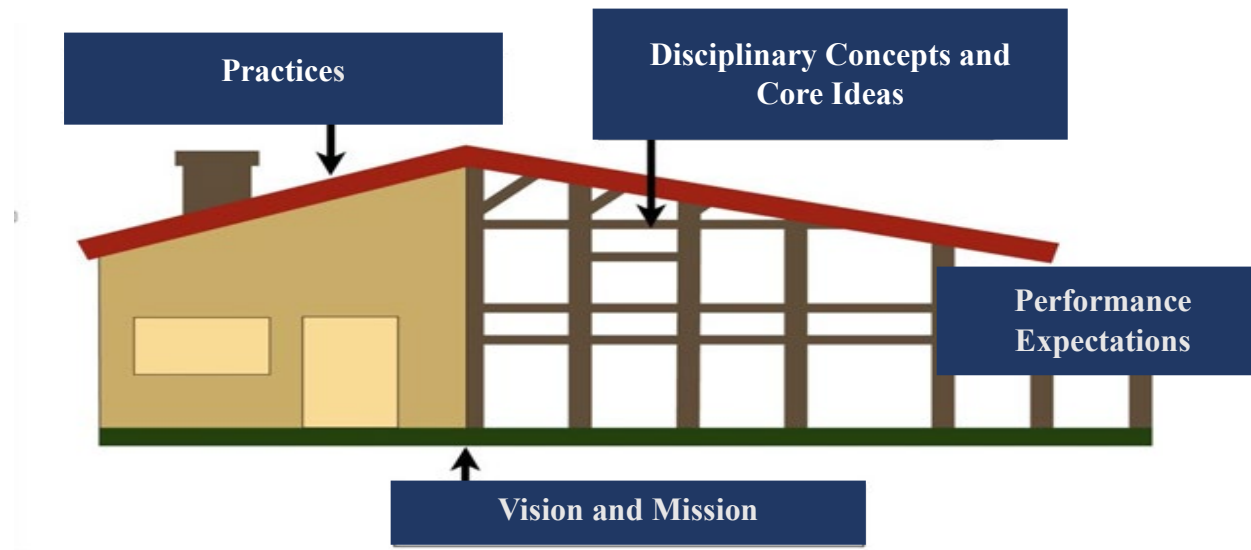 Practices
Disciplinary Concepts and
Core Ideas
Performance
Expectations
Vision and Mission